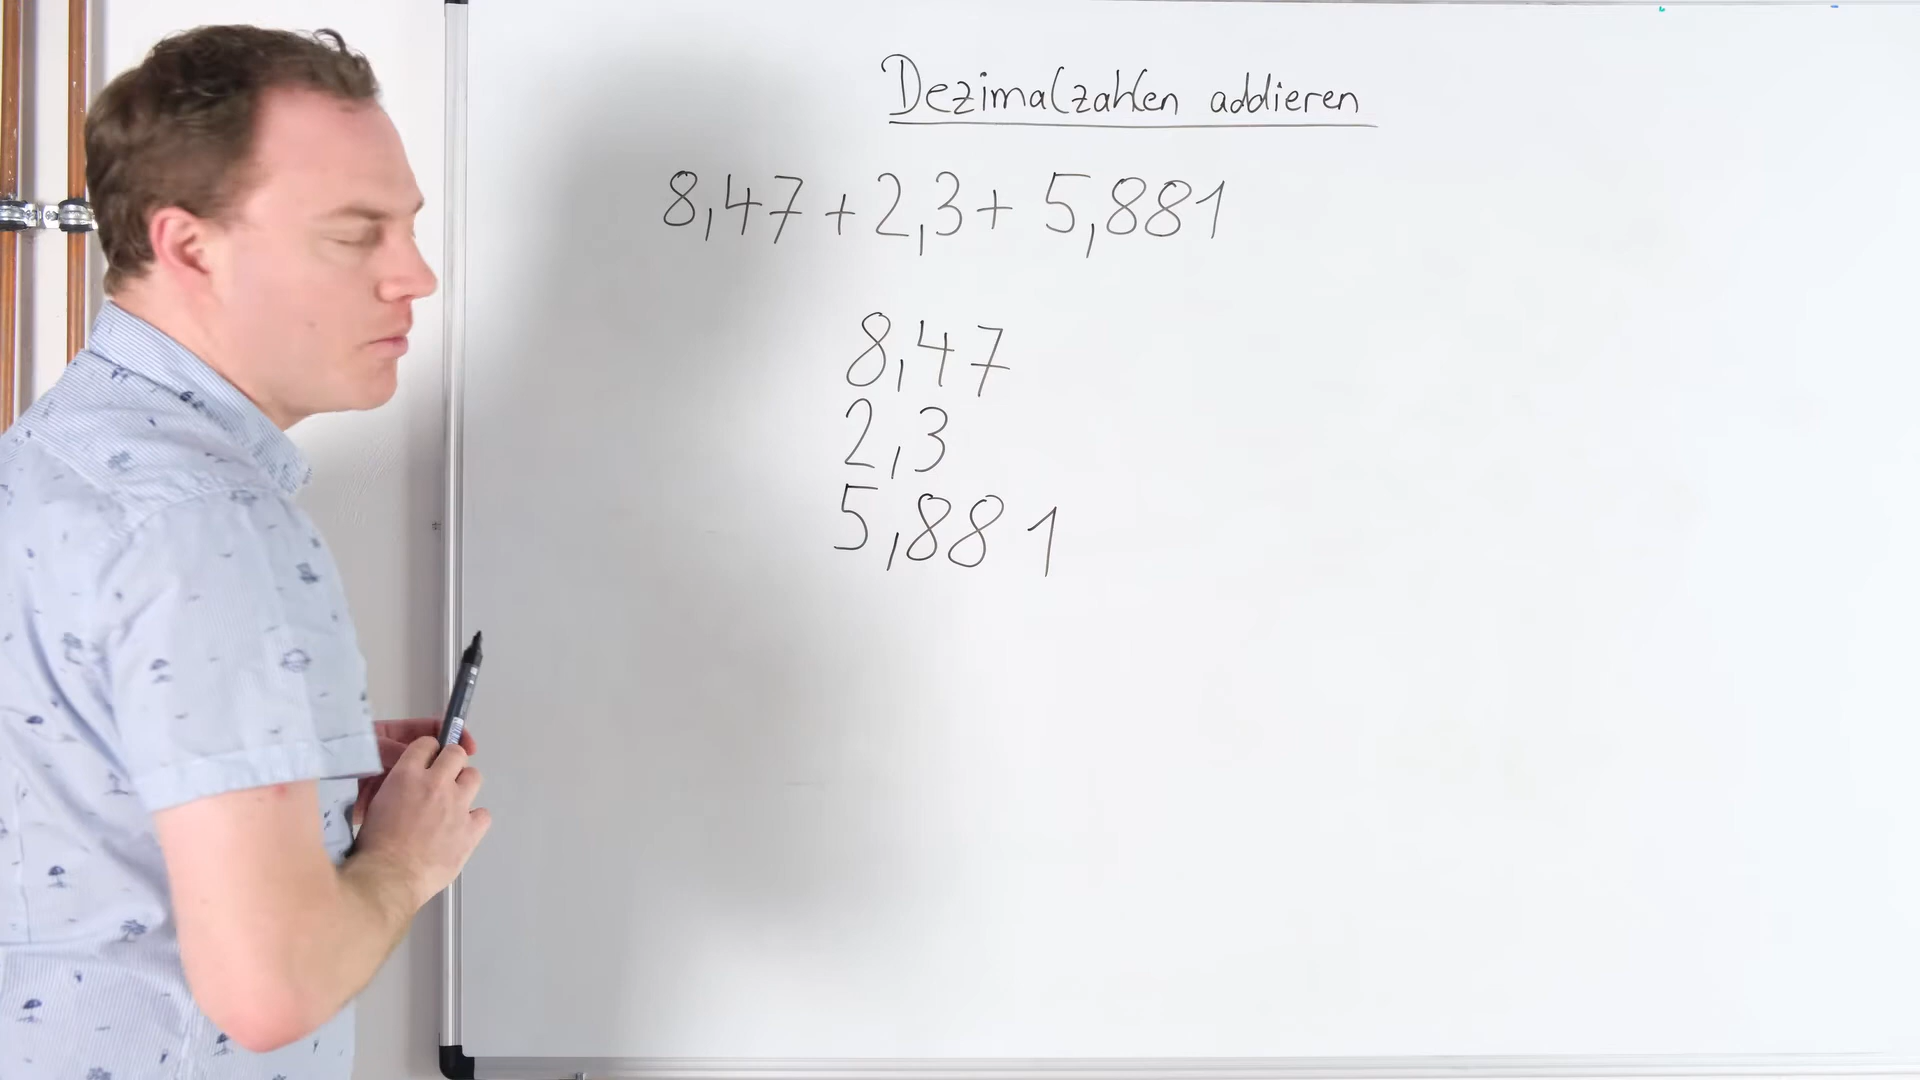 Dezimalzahlen addieren
8,47 + 2,3 + 5,881
8,47
2,3
5,881